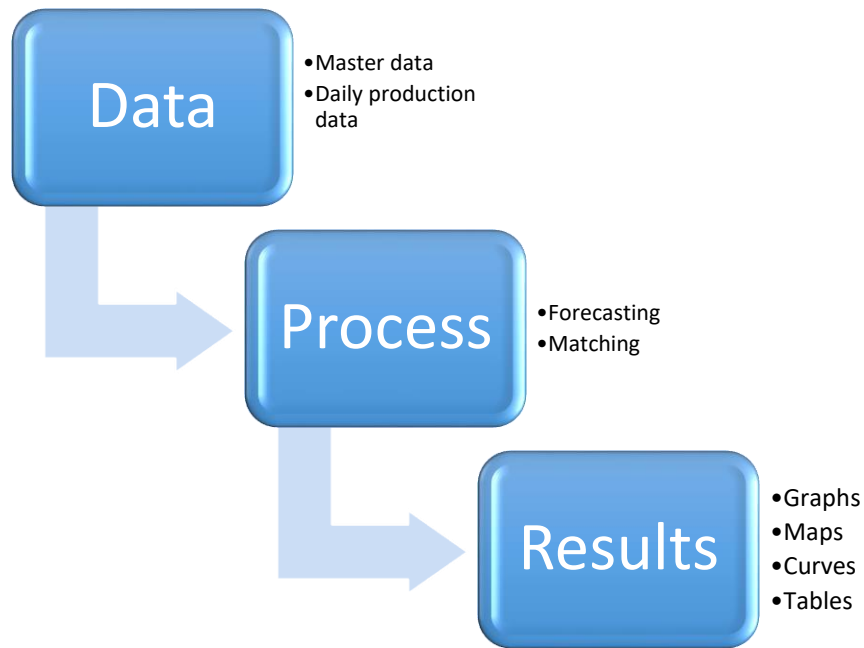 Data
•Master data
•Daily production
data
Process
•Forecasting
•Matching
Results
•Graphs
•Maps
•Curves
•Tables